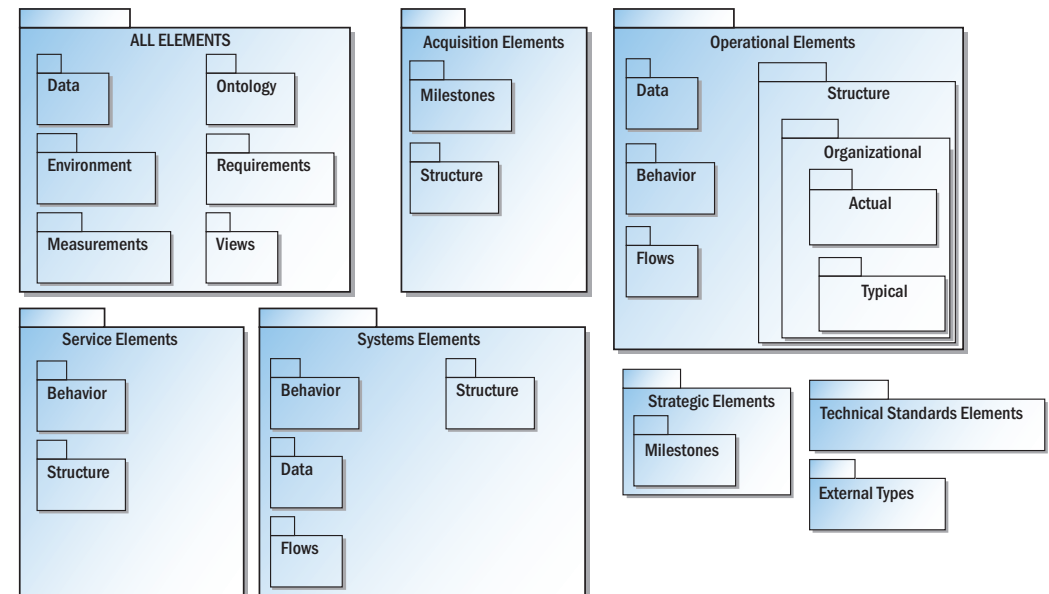 ALL ELEMENTS
Data
Ontology
Environment
Requirements
Measurements
Views
Acquisition Elements
Milestones
Structure
Operational Elements
Data
Behavior
Flows
Structure
Organizational
Actual
Typical
Service Elements
Behavior
Structure
Systems Elements
Behavior
Structure
Data
Flows
Strategic Elements
Milestones
Technical Standards Elements
External Types